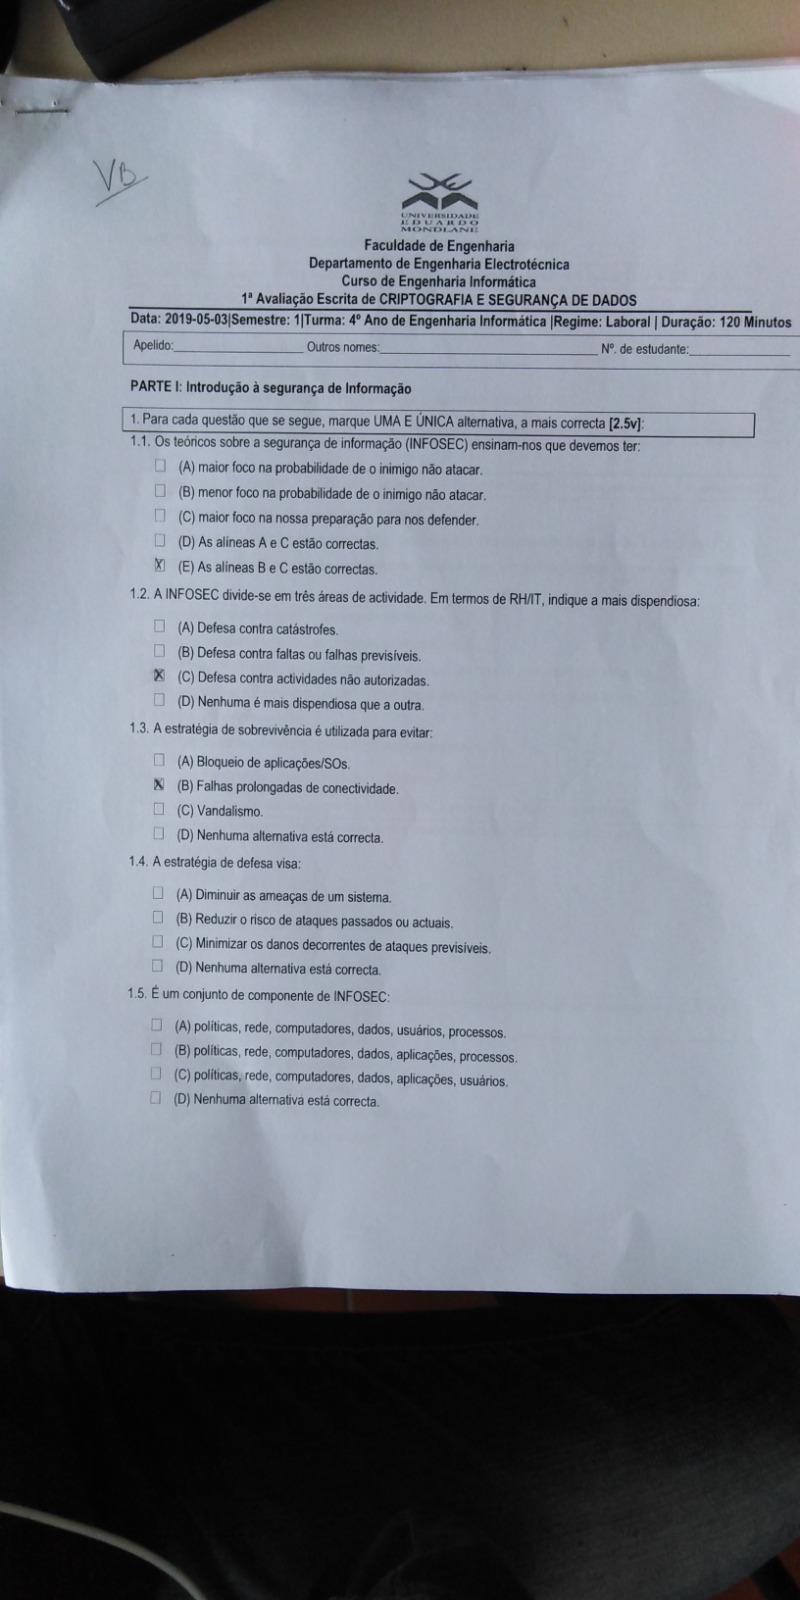 VB
UNIVERSIDADE
EDUARDO
MONDLANE
Faculdade de Engenharia
Departamento de Engenharia Electrotécnica
Curso de Engenharia Informática
1ª Avaliação Escrita de CRIPTOGRAFIA E SEGURANÇA DE DADOS
Data: 2019-05-03|Semestre: 1|Turma: 4º Ano de Engenharia Informática |Regime: Laboral | Duração: 120 Minutos
Apelido:____________________ Outros nomes:__________________________________ Nº. de estudante:________________
PARTE I: Introdução à segurança de Informação
1. Para cada questão que se segue, marque UMA E ÚNICA alternativa, a mais correcta [2.5v]:
1.1. Os teóricos sobre a segurança de informação (INFOSEC) ensinam-nos que devemos ter:
☐ (A) maior foco na probabilidade de o inimigo não atacar.
☐ (B) menor foco na probabilidade de o inimigo não atacar.
☐ (C) maior foco na nossa preparação para nos defender.
☐ (D) As alíneas A e C estão correctas.
☒ (E) As alíneas B e C estão correctas.
1.2. A INFOSEC divide-se em três áreas de actividade. Em termos de RH/IT, indique a mais dispendiosa:
☐ (A) Defesa contra catástrofes.
☐ (B) Defesa contra faltas ou falhas previsíveis.
☒ (C) Defesa contra actividades não autorizadas.
☐ (D) Nenhuma é mais dispendiosa que a outra.
1.3. A estratégia de sobrevivência é utilizada para evitar:
☐ (A) Bloqueio de aplicações/SOs.
☒ (B) Falhas prolongadas de conectividade.
☐ (C) Vandalismo.
☐ (D) Nenhuma alternativa está correcta.
1.4. A estratégia de defesa visa:
☐ (A) Diminuir as ameaças de um sistema.
☐ (B) Reduzir o risco de ataques passados ou actuais.
☐ (C) Minimizar os danos decorrentes de ataques previsíveis.
☐ (D) Nenhuma alternativa está correcta.
1.5. É um conjunto de componente de INFOSEC:
☐ (A) políticas, rede, computadores, dados, usuários, processos.
☐ (B) políticas, rede, computadores, dados, aplicações, processos.
☐ (C) políticas, rede, computadores, dados, aplicações, usuários.
☐ (D) Nenhuma alternativa está correcta.